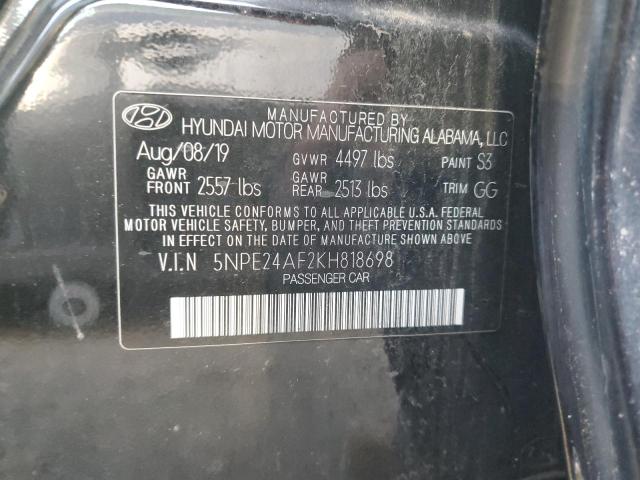 MANUFACTURED BY
HYUNDAI MOTOR MANUFACTURING ALABAMA, LLC
Aug/08/19 GVWR 4497 lbs PAINT S3
GAWR FRONT 2557 lbs GAWR REAR 2513 lbs TRIM GG
THIS VEHICLE CONFORMS TO ALL APPLICABLE U.S.A. FEDERAL
MOTOR VEHICLE SAFETY, BUMPER, AND THEFT PREVENTION STANDARDS
IN EFFECT ON THE DATE OF MANUFACTURE SHOWN ABOVE.
V.I.N 5NPE24AF2KH818698
PASSENGER CAR